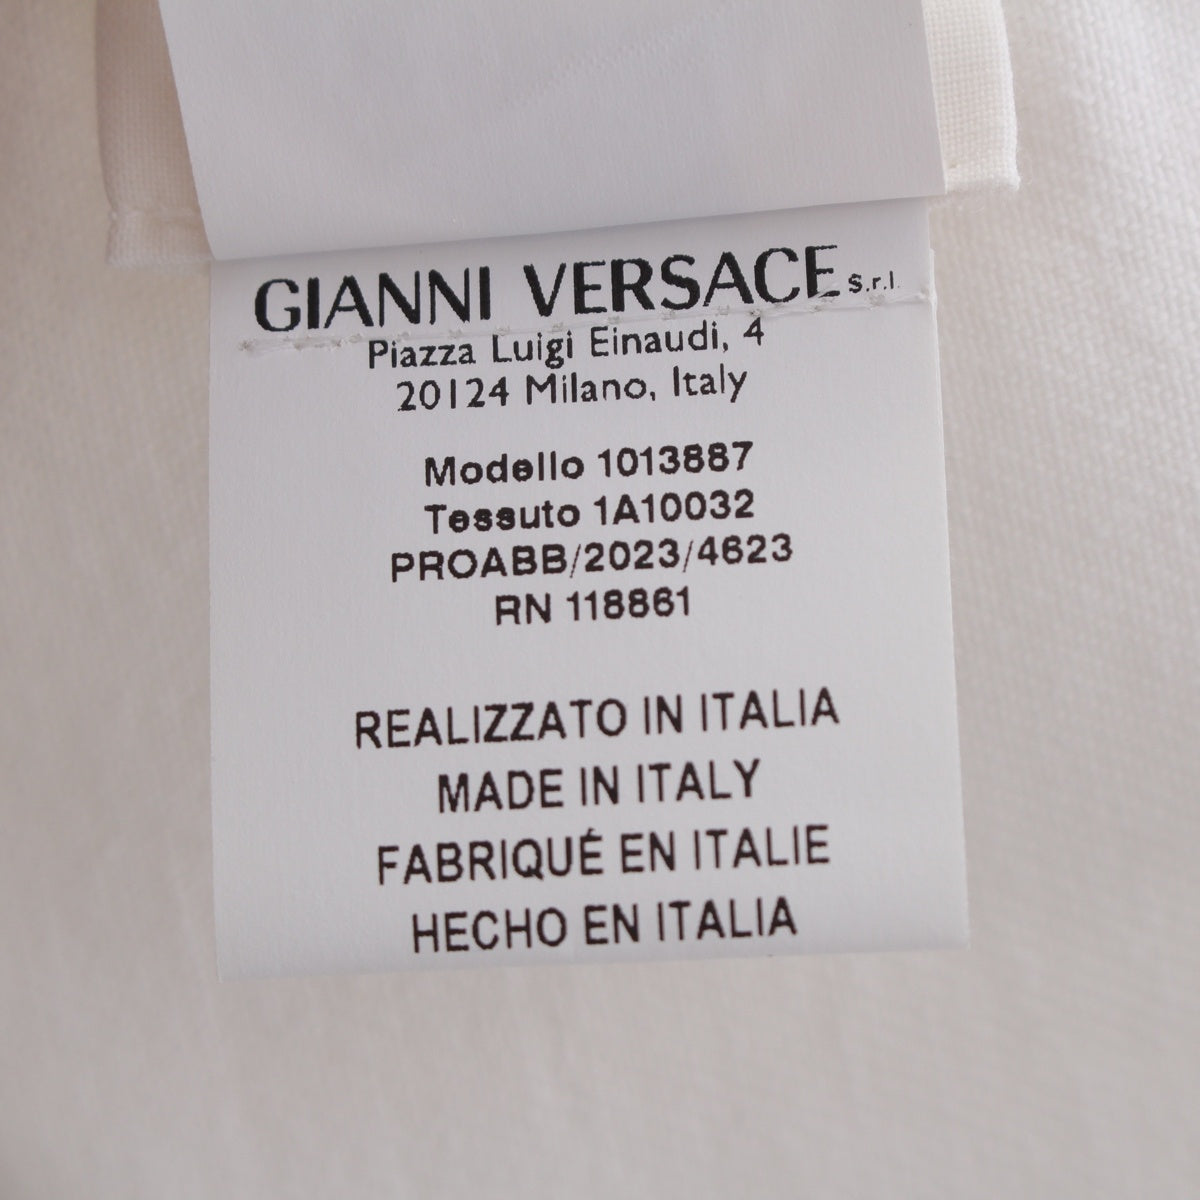 GIANNI VERSACE s.r.l.
Piazza Luigi Einaudi, 4
20124 Milano, Italy
Modello 1013887
Tessuto 1A10032
PROABB/2023/4623
RN 118861
REALIZZATO IN ITALIA
MADE IN ITALY
FABRIQUÉ EN ITALIE
HECHO EN ITALIA